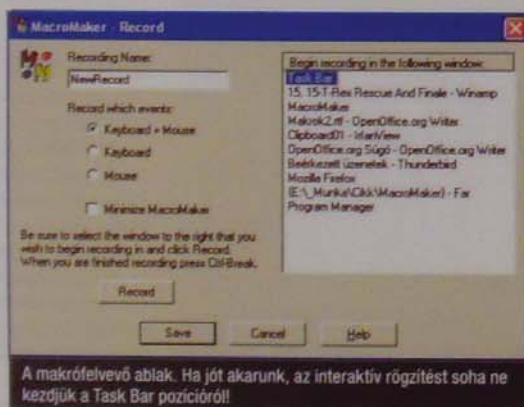 MacroMaker - Record
Recording Name:
NewRecord
Record which events:
Keyboard + Mouse
Keyboard
Mouse
Minimize MacroMaker
Be sure to select the window to the right that you
wish to begin recording in and click Record.
When you are finished recording press Ctrl-Break.
Record
Begin recording in the following window:
Task Bar
15. 15-T-Rex Rescue And Finale - Winamp
MacroMaker
Makrok2.rtf - OpenOffice.org Writer
Clipboard01 - IrfanView
OpenOffice.org Súgó - OpenOffice.org Writer
Beérkezett üzenetek - Thunderbird
Mozilla Firefox
{E:\_Munka\Cikk\MacroMaker} - Far
Program Manager
Save
Cancel
Help
A makrófelvevő ablak. Ha jót akarunk, az interaktív rögzítést soha ne
kezdjük a Task Bar pozícióról!